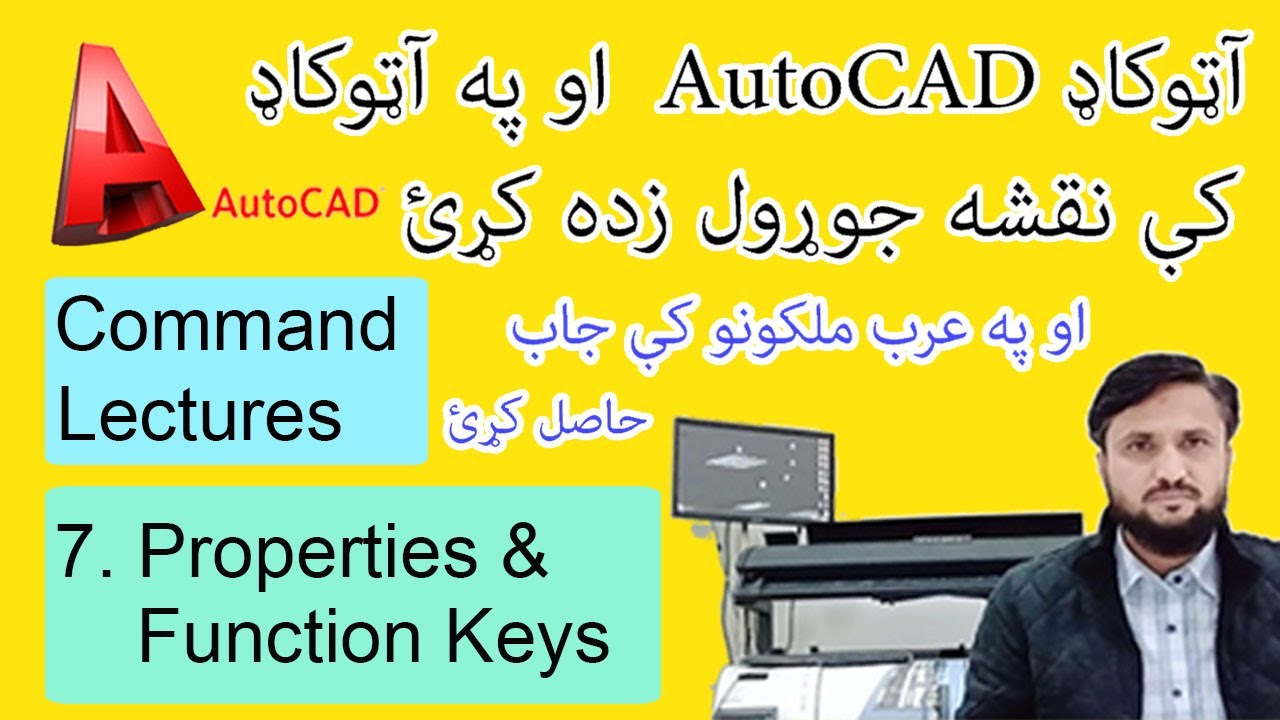 آټوکاډ AutoCAD او په آټوکاډ
کې نقشه جوړول زده کړئ
AutoCAD
او په عرب ملکونو کې جاب
حاصل کړئ
Command
Lectures
7. Properties &
Function Keys